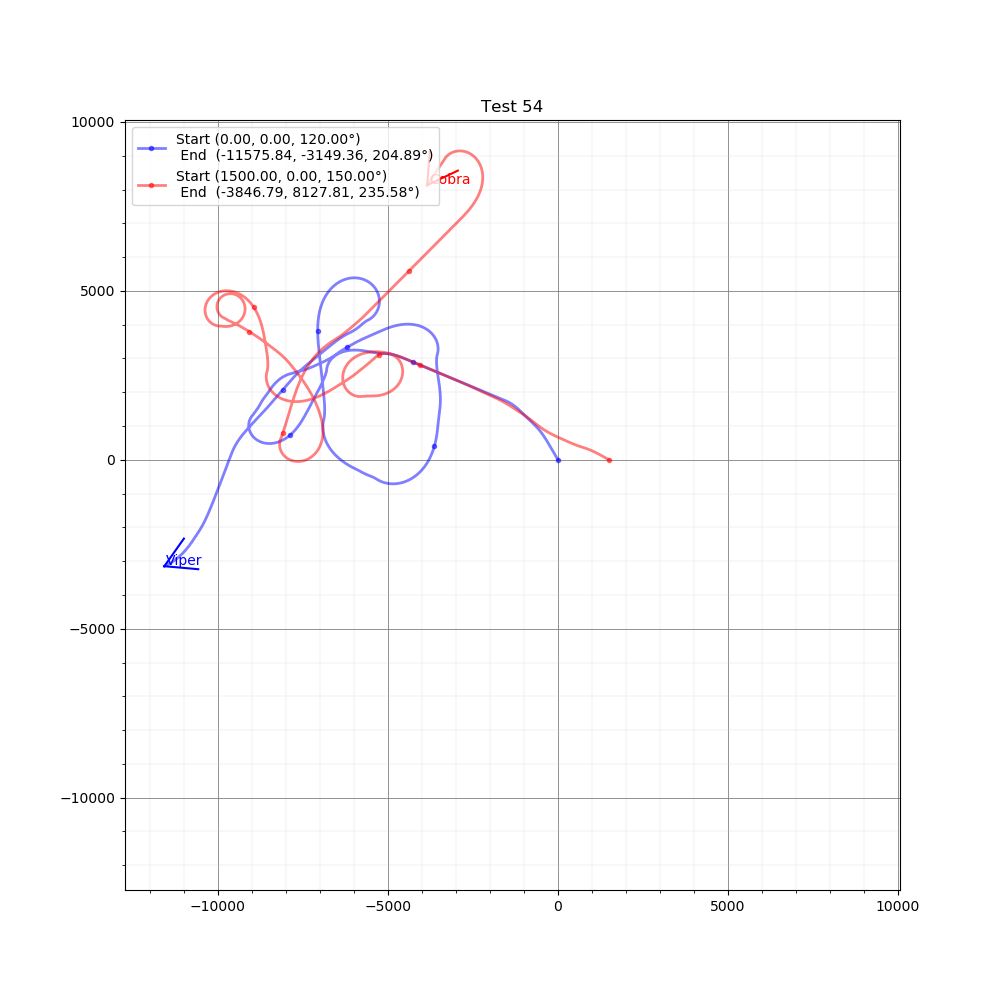 Test 54
Start (0.00, 0.00, 120.00°)
End (-11575.84, -3149.36, 204.89°)
Start (1500.00, 0.00, 150.00°)
End (-3846.79, 8127.81, 235.58°)
Cobra
Viper
10000
5000
0
−5000
−10000
−10000
−5000
0
5000
10000